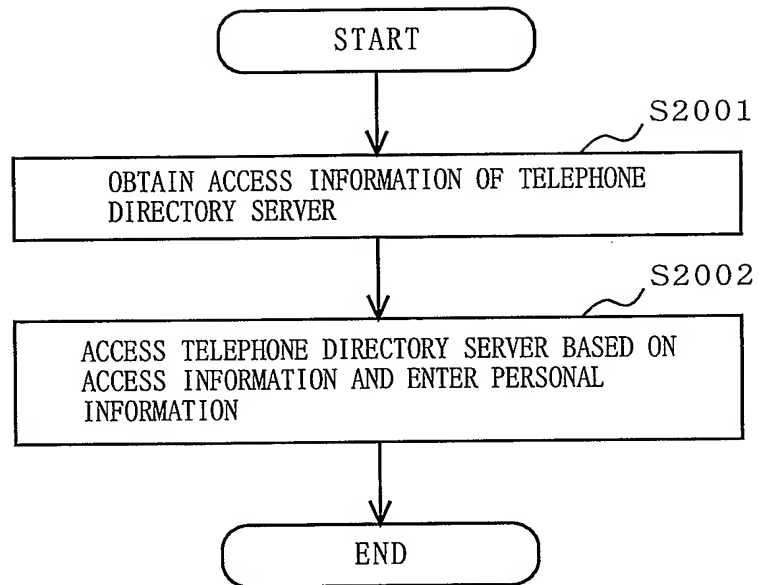 START
S2001
OBTAIN ACCESS INFORMATION OF TELEPHONE
DIRECTORY SERVER
S2002
ACCESS TELEPHONE DIRECTORY SERVER BASED ON
ACCESS INFORMATION AND ENTER PERSONAL
INFORMATION
END